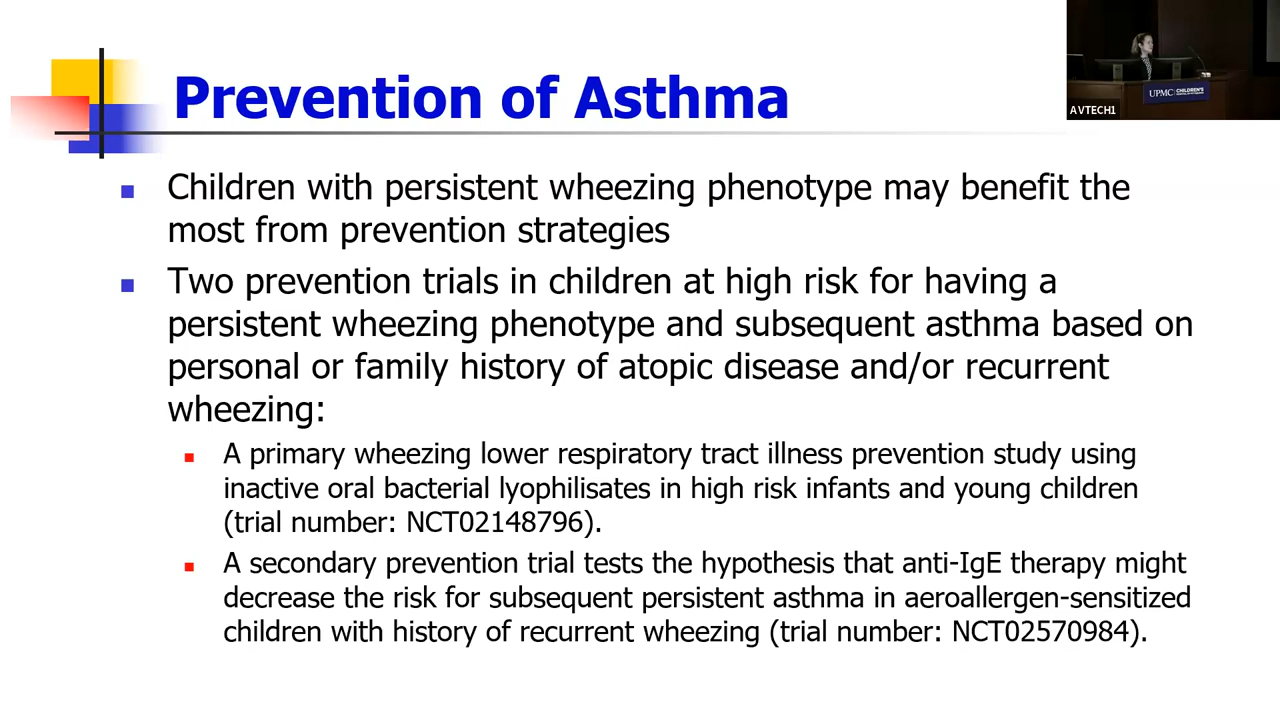 Prevention of Asthma
UPMC CHILDREN'S
AVTECH1
Children with persistent wheezing phenotype may benefit the
most from prevention strategies
Two prevention trials in children at high risk for having a
persistent wheezing phenotype and subsequent asthma based on
personal or family history of atopic disease and/or recurrent
wheezing:
A primary wheezing lower respiratory tract illness prevention study using
inactive oral bacterial lyophilisates in high risk infants and young children
(trial number: NCT02148796).
A secondary prevention trial tests the hypothesis that anti-IgE therapy might
decrease the risk for subsequent persistent asthma in aeroallergen-sensitized
children with history of recurrent wheezing (trial number: NCT02570984).